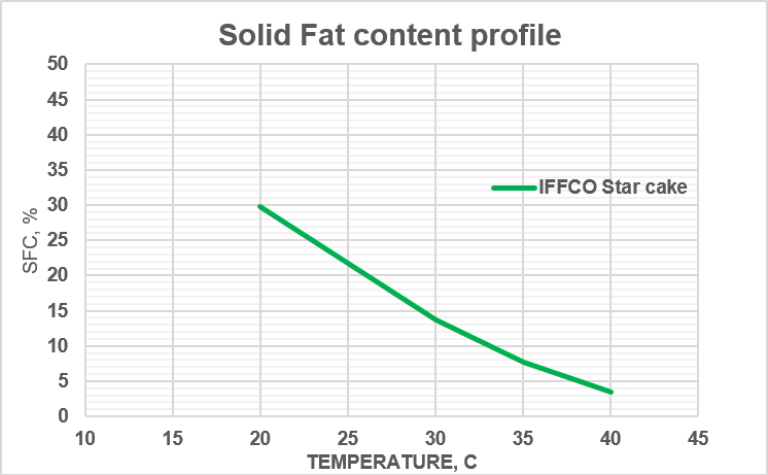 Solid Fat content profile
50
45
40
35
30
25
20
15
10
5
0
SFC, %
IFFCO Star cake
10 15 20 25 30 35 40 45
TEMPERATURE, C